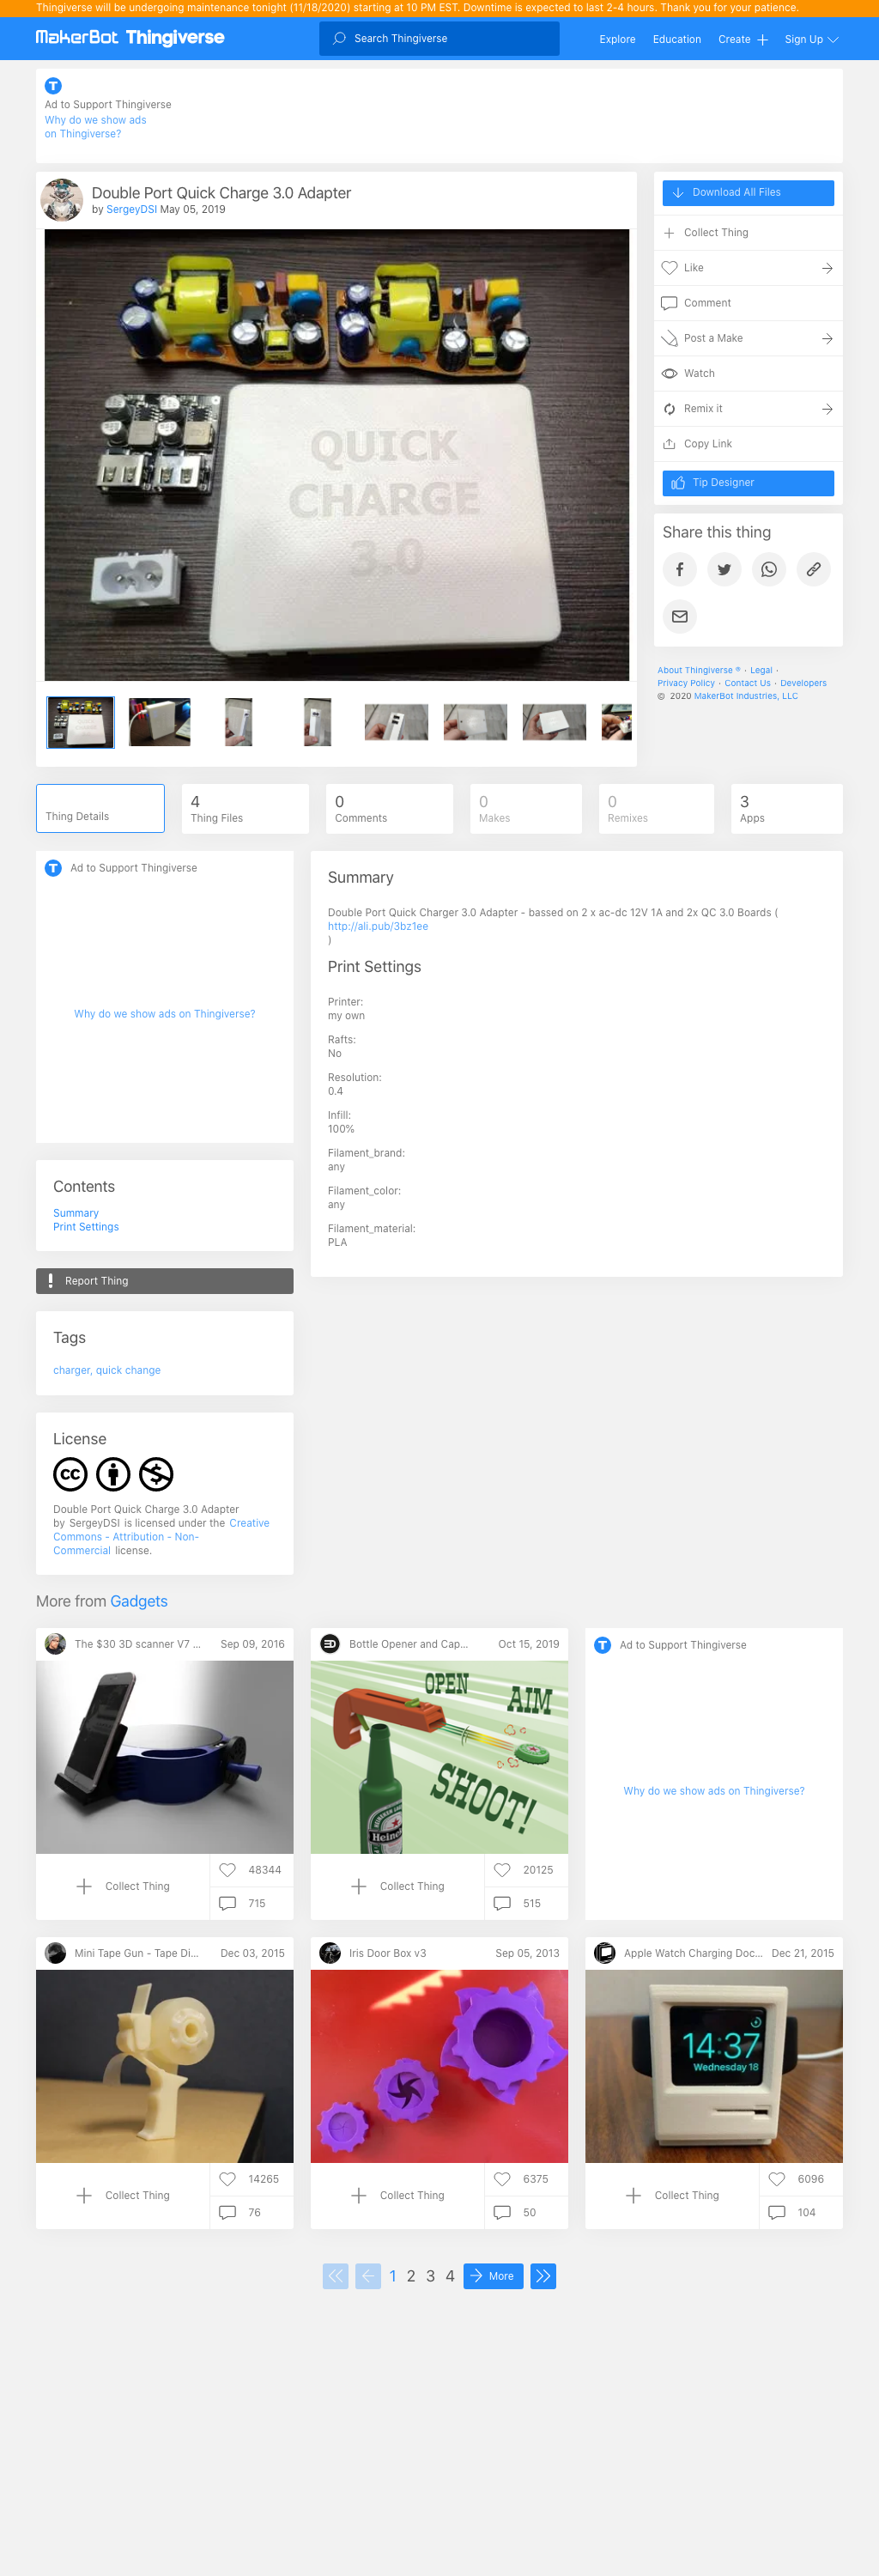 Thingiverse will be undergoing maintenance tonight (11/18/2020) starting at 10 PM EST. Downtime is expected to last 2-4 hours. Thank you for your patience.
MakerBot Thingiverse
Search Thingiverse
Explore
Education
Create
Sign Up
Ad to Support Thingiverse
Why do we show ads
on Thingiverse?
Double Port Quick Charge 3.0 Adapter
by SergeyDSI May 05, 2019
QUICK
CHARGE
3.0
Download All Files
Collect Thing
Like
Comment
Post a Make
Watch
Remix it
Copy Link
Tip Designer
Share this thing
About Thingiverse ® · Legal ·
Privacy Policy · Contact Us · Developers
© 2020 MakerBot Industries, LLC
Thing Details
4
Thing Files
0
Comments
0
Makes
0
Remixes
3
Apps
Ad to Support Thingiverse
Why do we show ads on Thingiverse?
Contents
Summary
Print Settings
Report Thing
Tags
charger, quick change
License
cc
Double Port Quick Charge 3.0 Adapter
by SergeyDSI is licensed under the Creative
Commons - Attribution - Non-
Commercial license.
Summary
Double Port Quick Charger 3.0 Adapter - bassed on 2 x ac-dc 12V 1A and 2x QC 3.0 Boards (
http://ali.pub/3bz1ee
)
Print Settings
Printer:
my own
Rafts:
No
Resolution:
0.4
Infill:
100%
Filament_brand:
any
Filament_color:
any
Filament_material:
PLA
More from Gadgets
The $30 3D scanner V7 ...
Sep 09, 2016
Collect Thing
48344
715
Bottle Opener and Cap...
Oct 15, 2019
OPEN
AIM
SHOOT!
Heineken
Collect Thing
20125
515
Ad to Support Thingiverse
Why do we show ads on Thingiverse?
Mini Tape Gun - Tape Di...
Dec 03, 2015
Collect Thing
14265
76
Iris Door Box v3
Sep 05, 2013
Collect Thing
6375
50
Apple Watch Charging Doc...
Dec 21, 2015
14:37
Wednesday 18
Collect Thing
6096
104
1 2 3 4
More